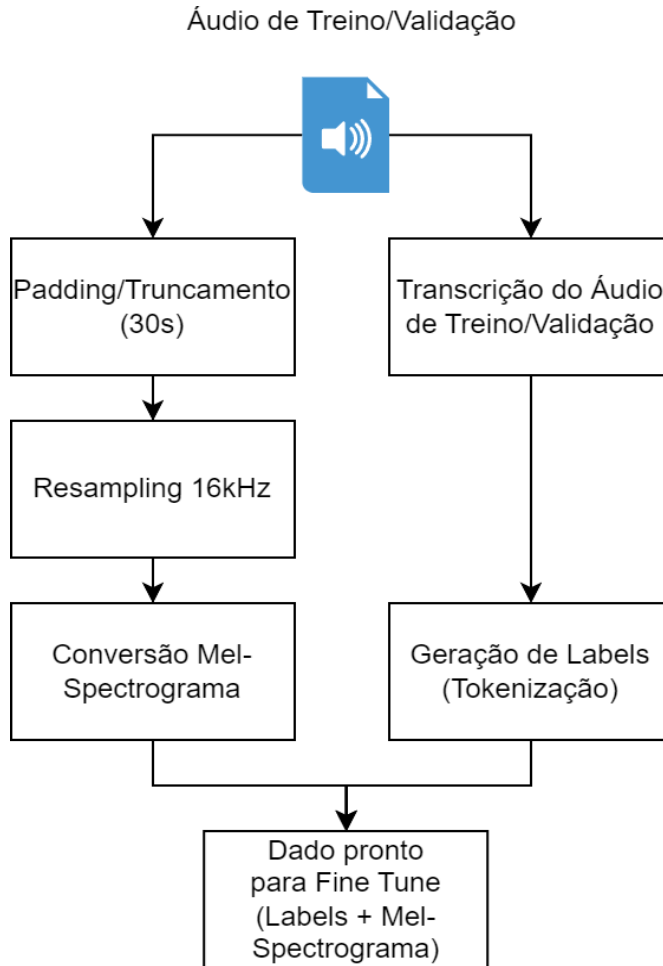 Áudio de Treino/Validação
Padding/Truncamento
(30s)
Transcrição do Áudio
de Treino/Validação
Resampling 16kHz
Conversão Mel-
Spectrograma
Geração de Labels
(Tokenização)
Dado pronto
para Fine Tune
(Labels + Mel-
Spectrograma)